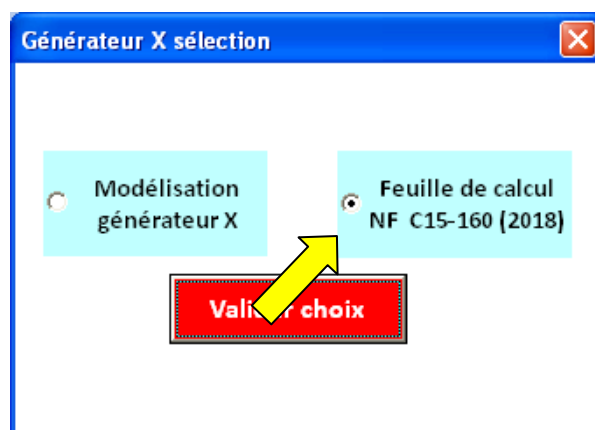 Générateur X sélection
Modélisation
générateur X
Feuille de calcul
NF C15-160 (2018)
Valider choix